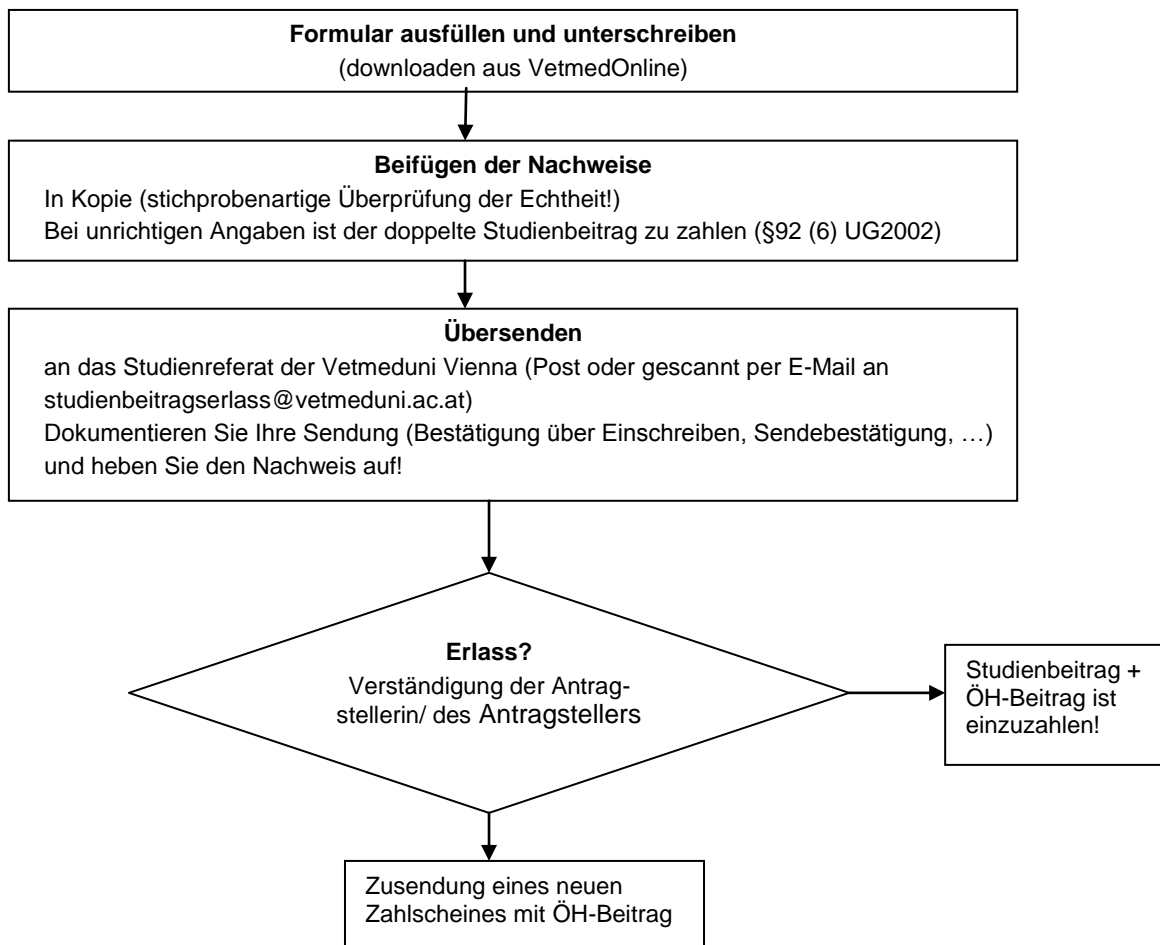 Formular ausfüllen und unterschreiben
(downloaden aus VetmedOnline)
Beifügen der Nachweise
In Kopie (stichprobenartige Überprüfung der Echtheit!)
Bei unrichtigen Angaben ist der doppelte Studienbeitrag zu zahlen (§92 (6) UG2002)
Übersenden
an das Studienreferat der Vetmeduni Vienna (Post oder gescannt per E-Mail an
studienbeitragserlass@vetmeduni.ac.at)
Dokumentieren Sie Ihre Sendung (Bestätigung über Einschreiben, Sendebestätigung, …)
und heben Sie den Nachweis auf!
Erlass?
Verständigung der Antrag-
stellerin/ des Antragstellers
Studienbeitrag +
ÖH-Beitrag ist
einzuzahlen!
Zusendung eines neuen
Zahlscheines mit ÖH-Beitrag